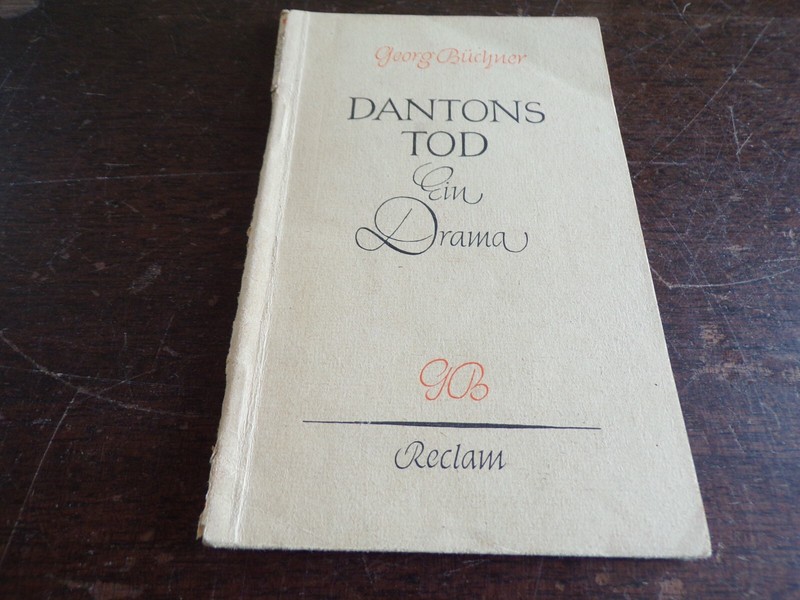 Georg Büchner
DANTONS
TOD
Ein
Drama
GB
Reclam